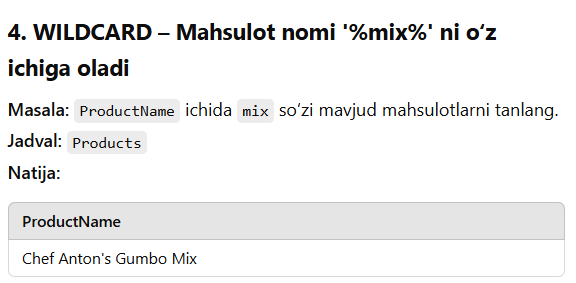 4. WILDCARD – Mahsulot nomi '%mix%' ni o‘z
ichiga oladi
Masala: ProductName ichida mix so‘zi mavjud mahsulotlarni tanlang.
Jadval: Products
Natija:
ProductName
Chef Anton's Gumbo Mix